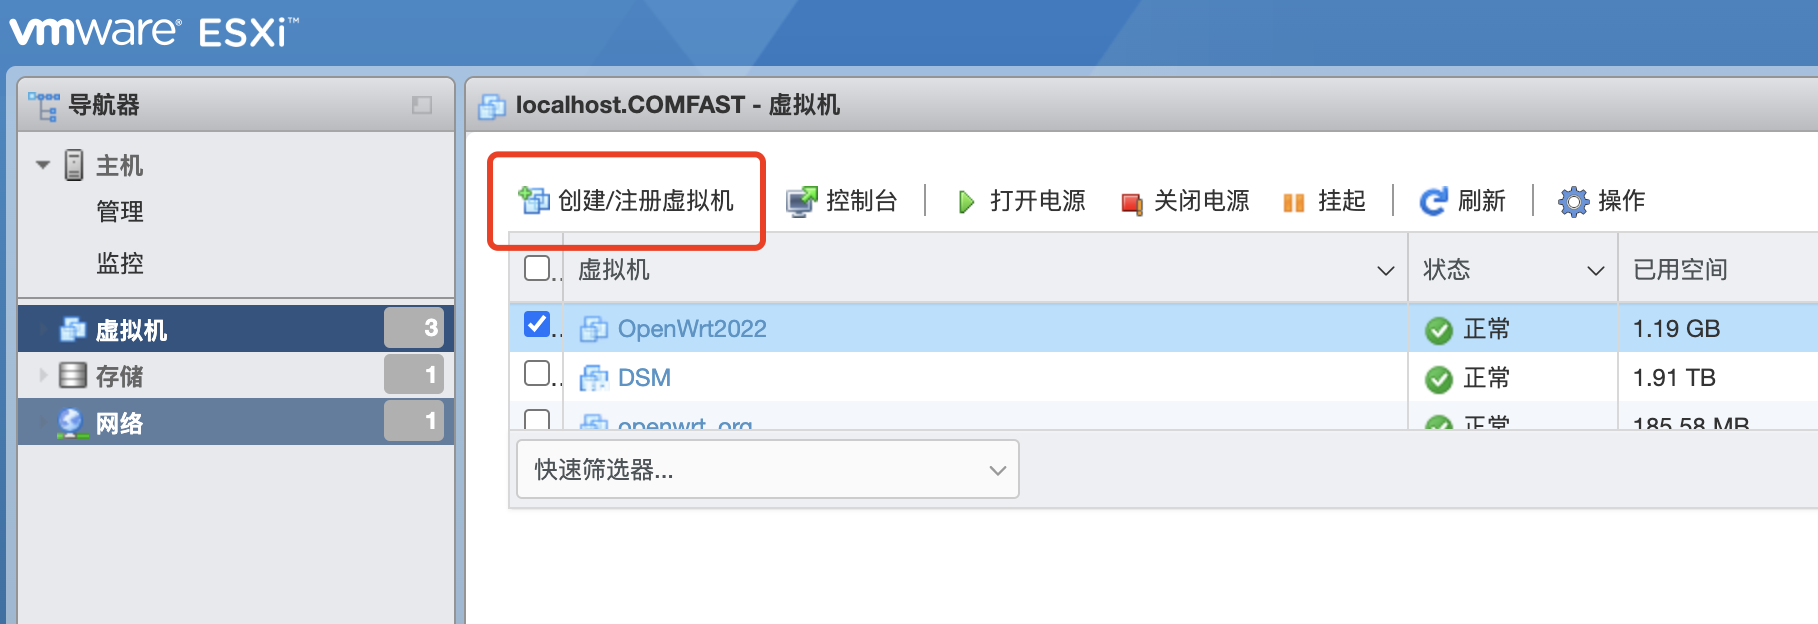 vmware® ESXi™
导航器
localhost.COMFAST - 虚拟机
主机
管理
监控
虚拟机 3
存储 1
网络 1
创建/注册虚拟机 控制台 打开电源 关闭电源 挂起 刷新 操作
虚拟机 状态 已用空间
OpenWrt2022 正常 1.19 GB
DSM 正常 1.91 TB
openwrt_org 正常 185.58 MB
快速筛选器...